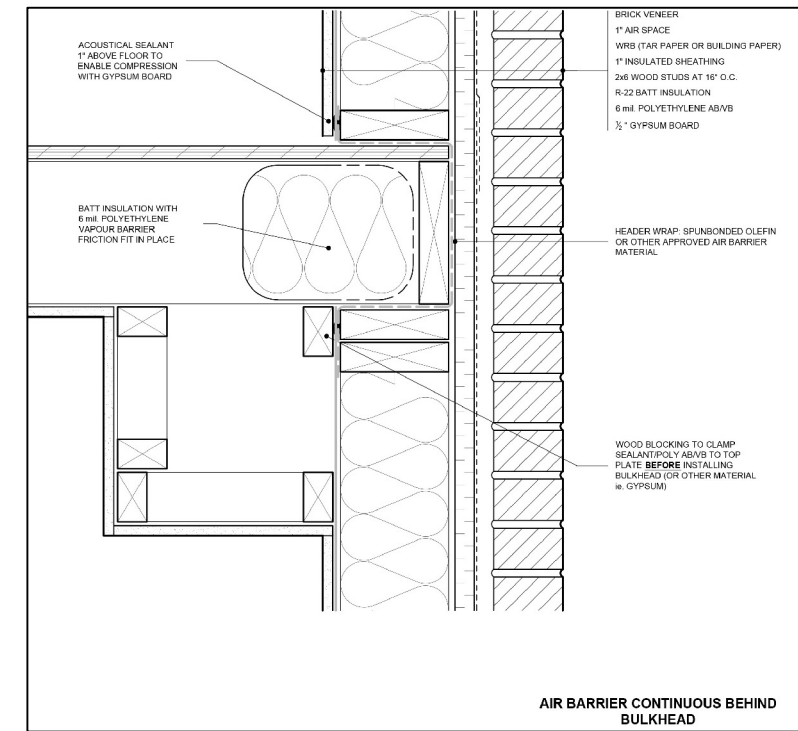 ACOUSTICAL SEALANT
1" ABOVE FLOOR TO
ENABLE COMPRESSION
WITH GYPSUM BOARD
BATT INSULATION WITH
6 mil. POLYETHYLENE
VAPOUR BARRIER
FRICTION FIT IN PLACE
BRICK VENEER
1" AIR SPACE
WRB (TAR PAPER OR BUILDING PAPER)
1" INSULATED SHEATHING
2x6 WOOD STUDS AT 16" O.C.
R-22 BATT INSULATION
6 mil. POLYETHYLENE AB/VB
½" GYPSUM BOARD
HEADER WRAP: SPUNBONDED OLEFIN
OR OTHER APPROVED AIR BARRIER
MATERIAL
WOOD BLOCKING TO CLAMP
SEALANT/POLY AB/VB TO TOP
PLATE BEFORE INSTALLING
BULKHEAD (OR OTHER MATERIAL
ie. GYPSUM)
AIR BARRIER CONTINUOUS BEHIND
BULKHEAD